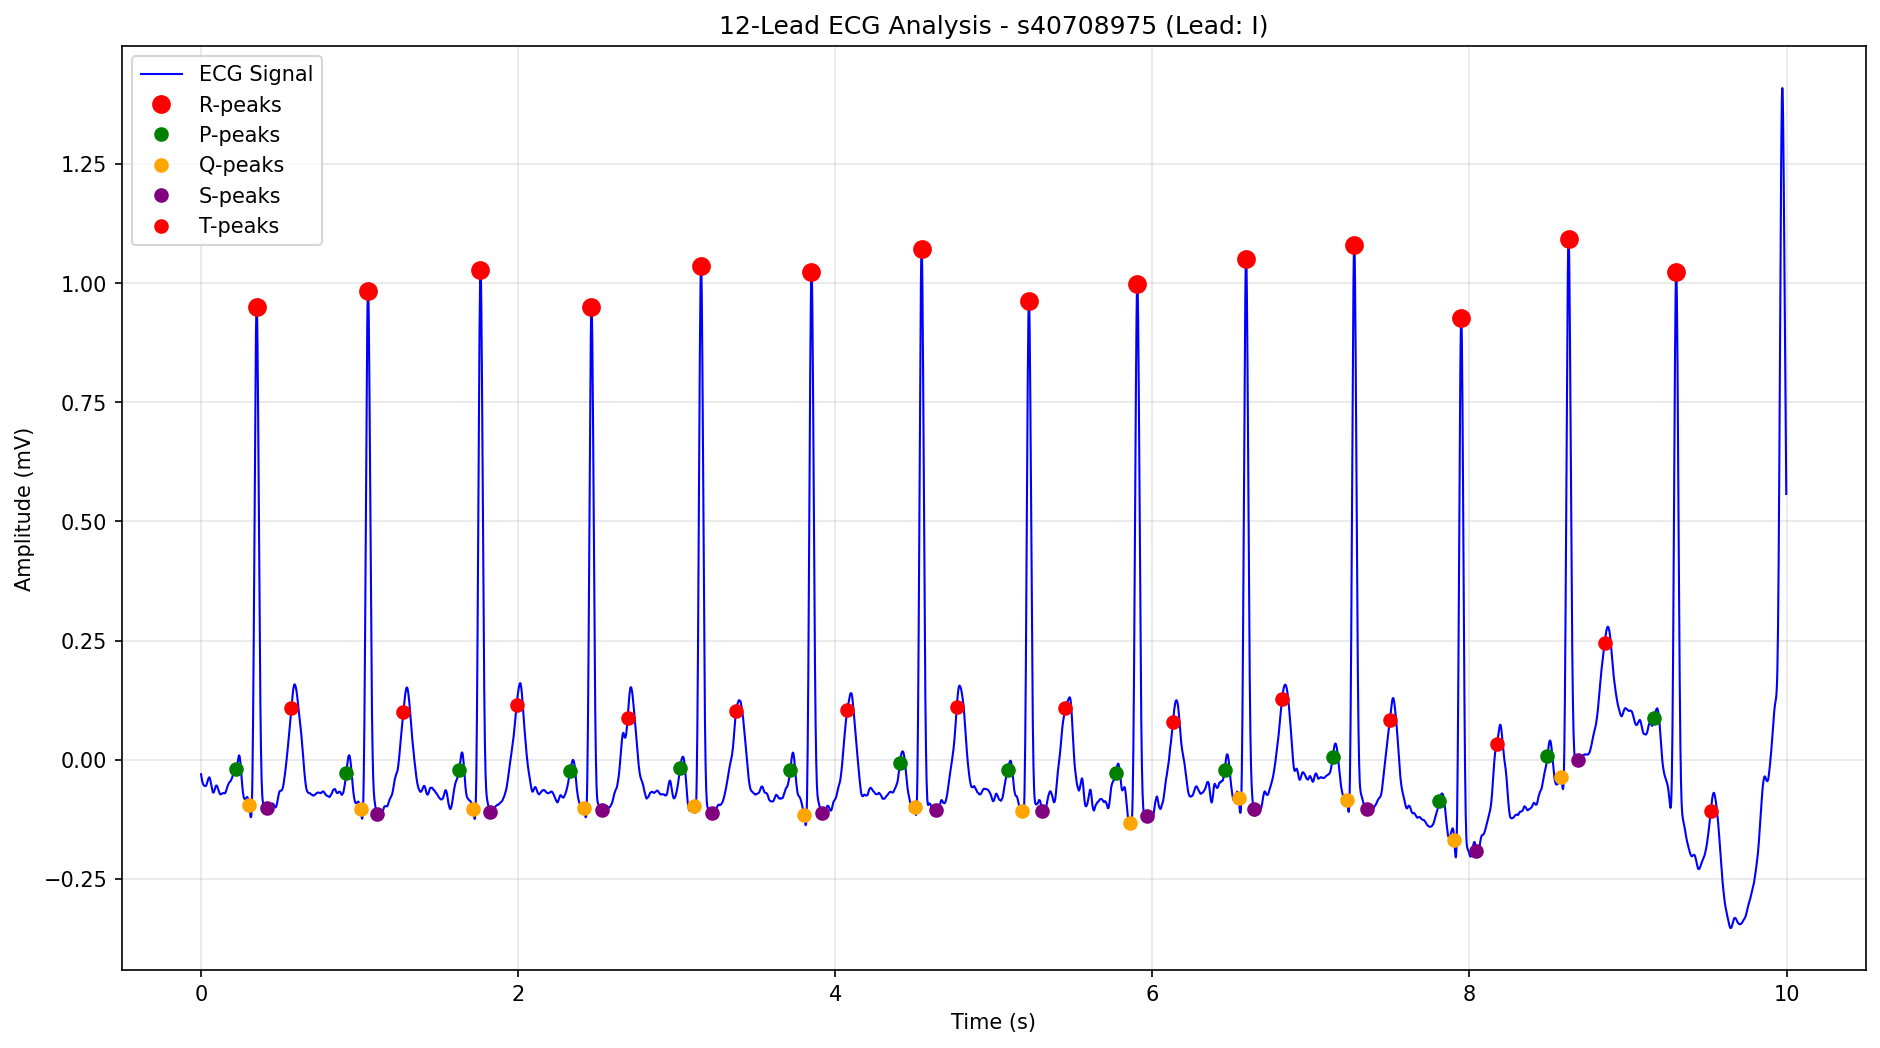 12-Lead ECG Analysis - s40708975 (Lead: I)
ECG Signal
R-peaks
P-peaks
Q-peaks
S-peaks
T-peaks
Amplitude (mV)
1.25
1.00
0.75
0.50
0.25
0.00
−0.25
0 2 4 6 8 10
Time (s)